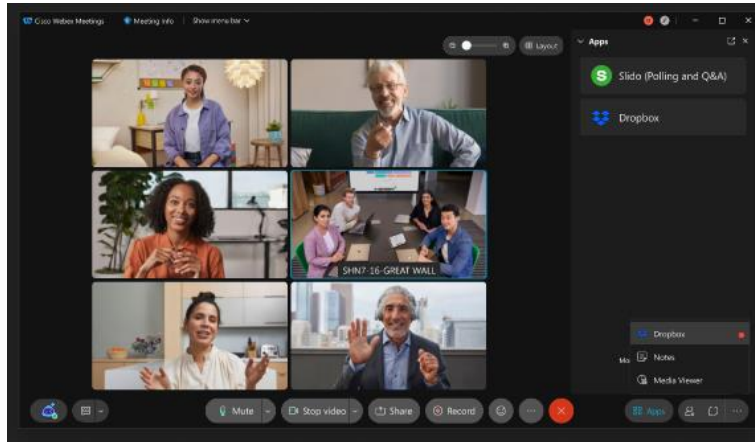 Cisco Webex Meetings
Meeting info
Show menu bar
Layout
Apps
S
Slido (Polling and Q&A)
Dropbox
SHN7-16-GREAT WALL
Dropbox
Notes
Media Viewer
Mute
Stop video
Share
Record
Apps